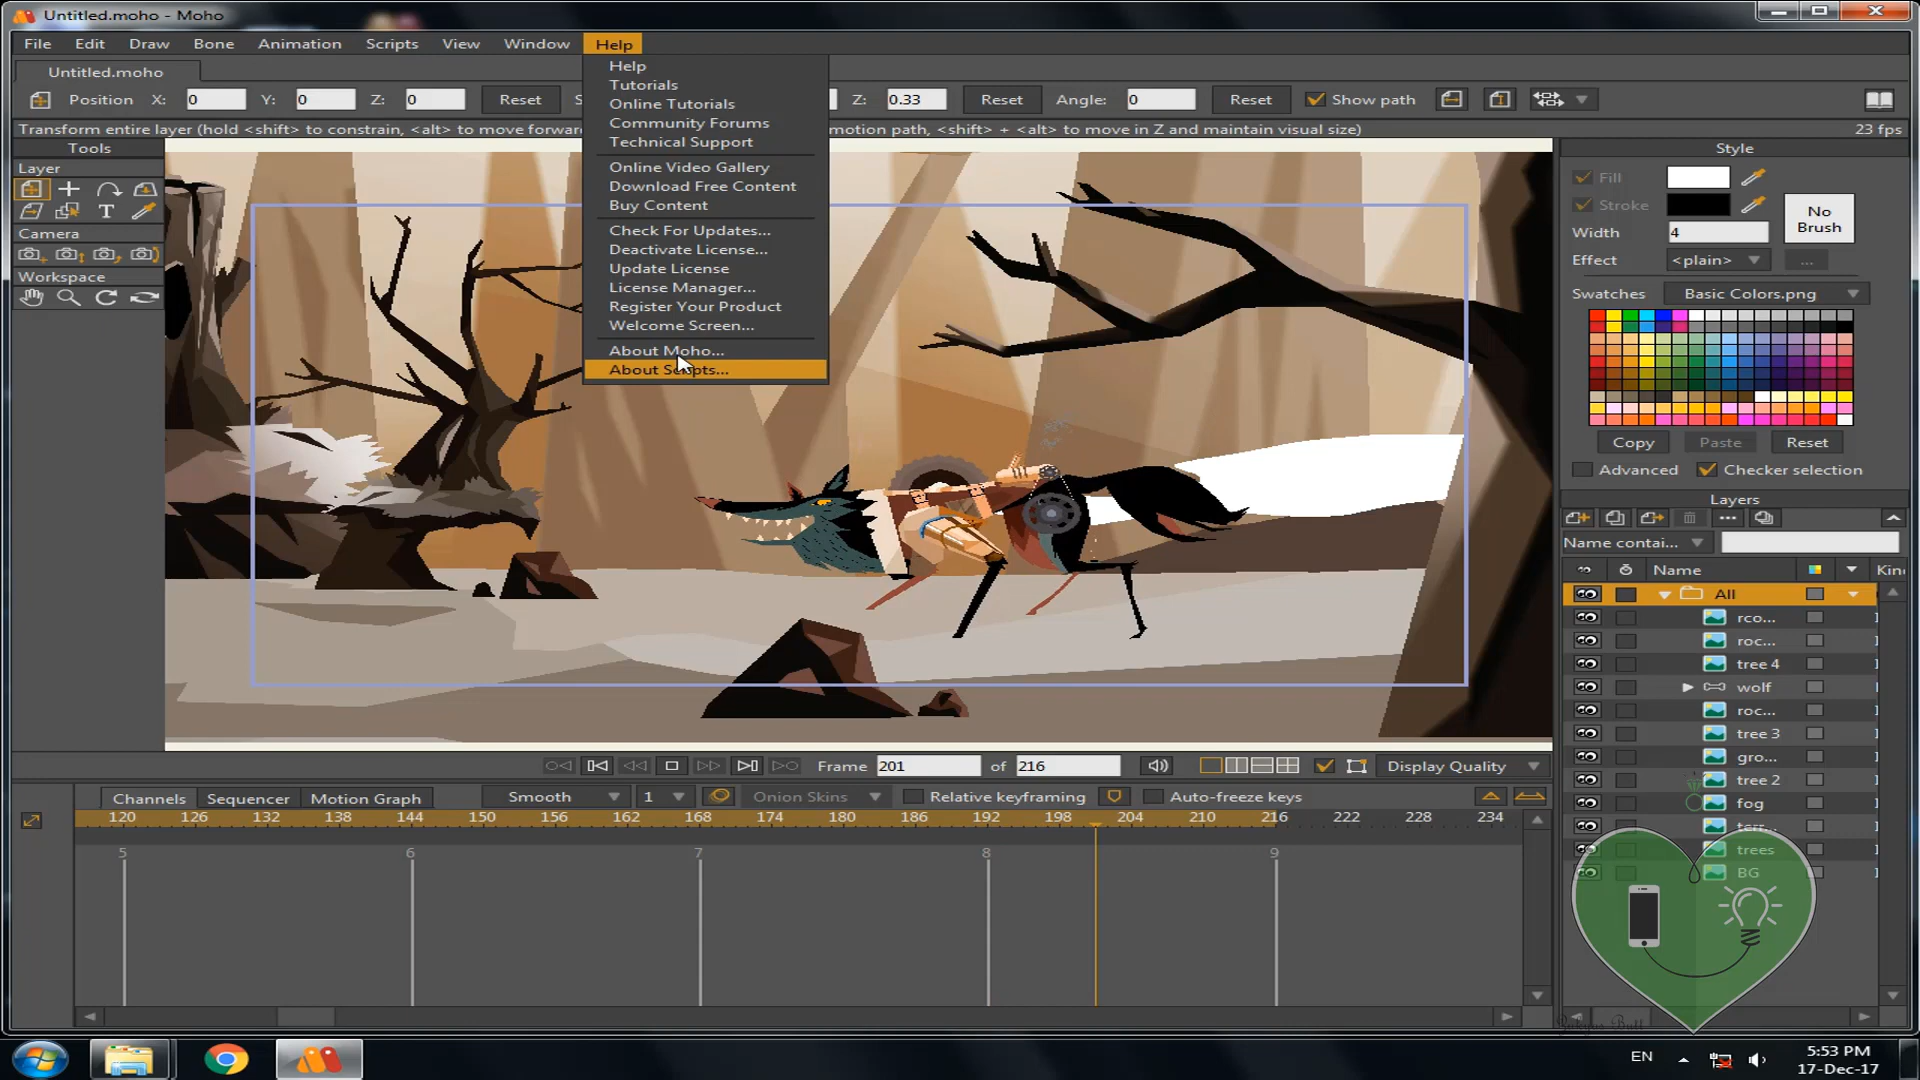 Untitled.moho - Moho
File Edit Draw Bone Animation Scripts View Window Help
Untitled.moho
Position X: 0 Y: 0 Z: 0 Reset S Z: 0.33 Reset Angle: 0 Reset Show path
Transform entire layer (hold <shift> to constrain, <alt> to move forward motion path, <shift> + <alt> to move in Z and maintain visual size) 23 fps
Help
Tutorials
Online Tutorials
Community Forums
Technical Support
Online Video Gallery
Download Free Content
Buy Content
Check For Updates...
Deactivate License...
Update License
License Manager...
Register Your Product
Welcome Screen...
About Moho...
About Scripts...
Tools
Layer
T
Camera
Workspace
Style
Fill
Stroke
No Brush
Width 4
Effect <plain> ...
Swatches Basic Colors.png
Copy Paste Reset
Advanced Checker selection
Layers
Name contai...
Name Kin
All
rco...
roc...
tree 4
wolf
roc...
tree 3
gro...
tree 2
fog
terr...
trees
BG
Frame 201 of 216 Display Quality
Channels Sequencer Motion Graph Smooth 1 Onion Skins Relative keyframing Auto-freeze keys
120 126 132 138 144 150 156 162 168 174 180 186 192 198 204 210 216 222 228 234
5 6 7 8 9
EN
5:53 PM
17-Dec-17